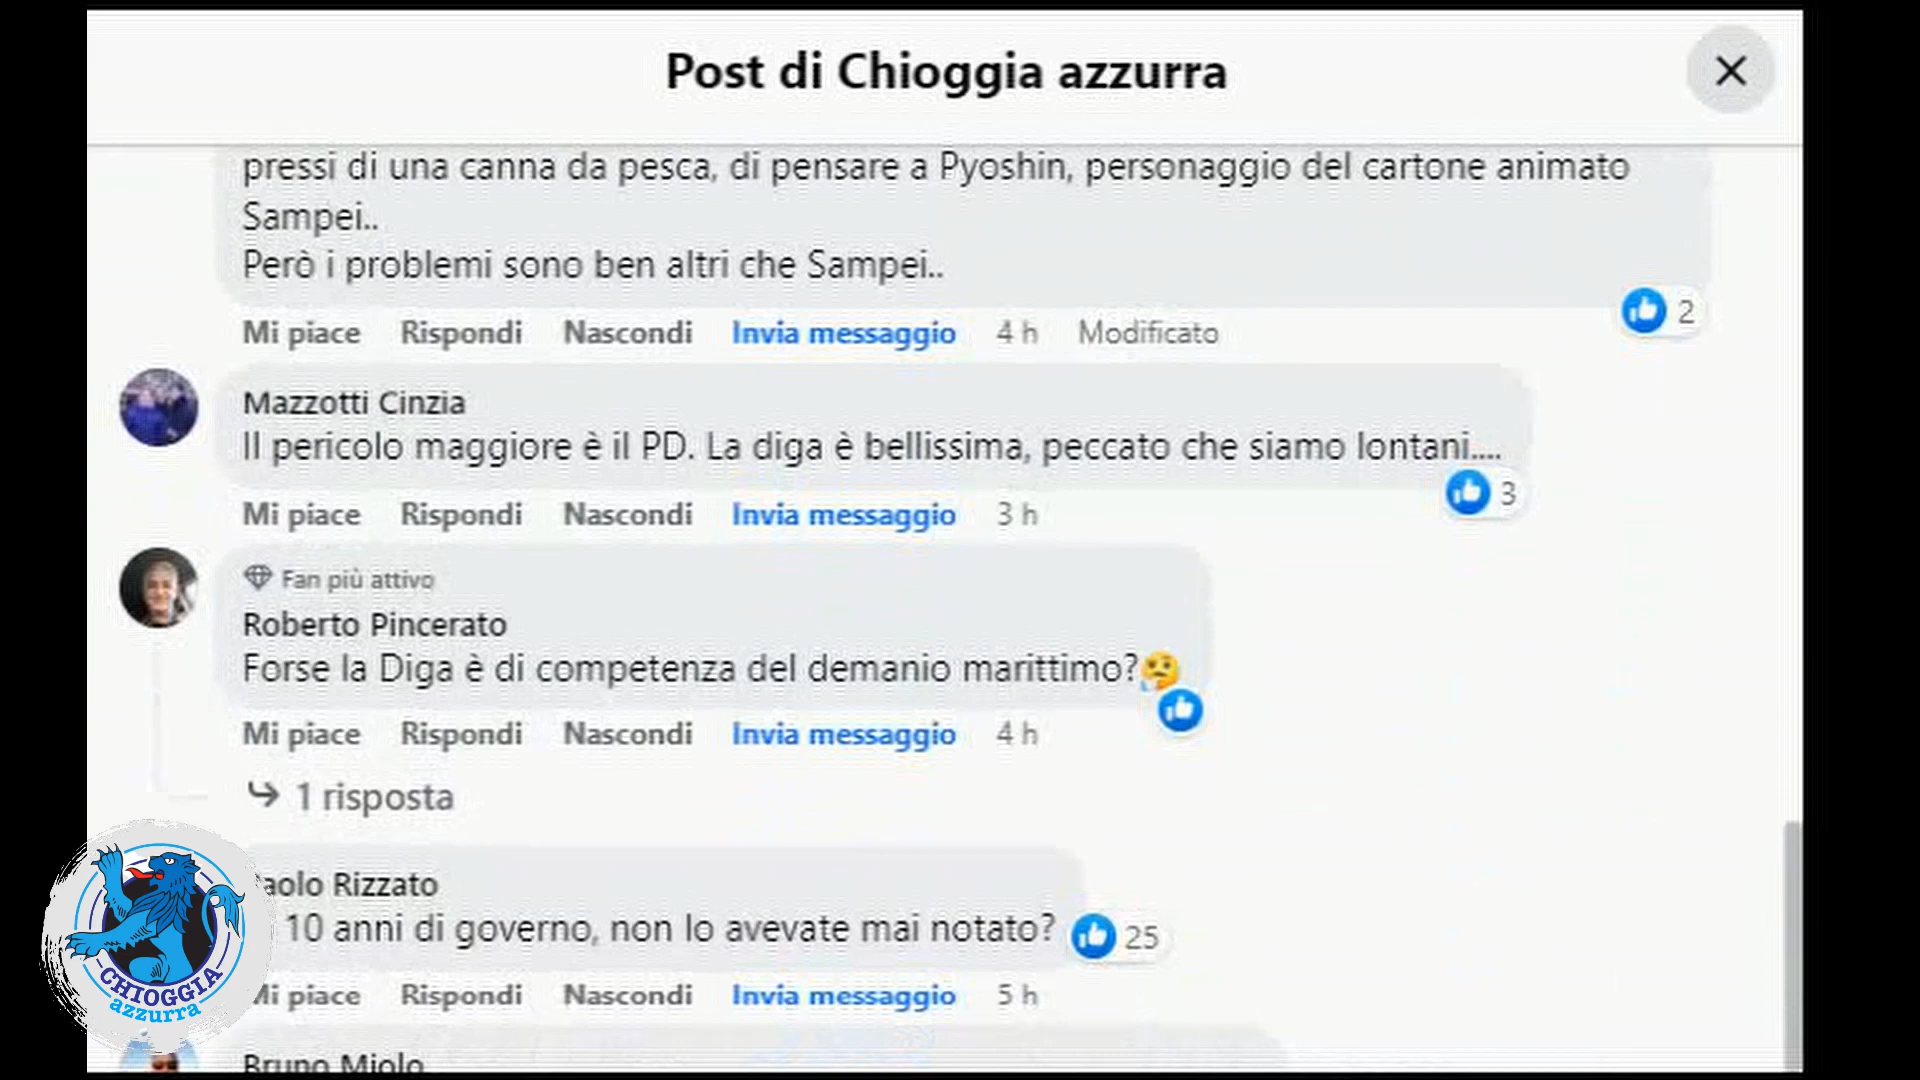 Post di Chioggia azzurra
pressi di una canna da pesca, di pensare a Pyoshin, personaggio del cartone animato
Sampei..
Però i problemi sono ben altri che Sampei..
2
Mi piace Rispondi Nascondi Invia messaggio 4 h Modificato
Mazzotti Cinzia
Il pericolo maggiore è il PD. La diga è bellissima, peccato che siamo lontani....
3
Mi piace Rispondi Nascondi Invia messaggio 3 h
Fan più attivo
Roberto Pincerato
Forse la Diga è di competenza del demanio marittimo?🤔
Mi piace Rispondi Nascondi Invia messaggio 4 h
1 risposta
aolo Rizzato
10 anni di governo, non lo avevate mai notato? 25
Mi piace Rispondi Nascondi Invia messaggio 5 h
Bruno Miolo
CHIOGGIA
azzurra